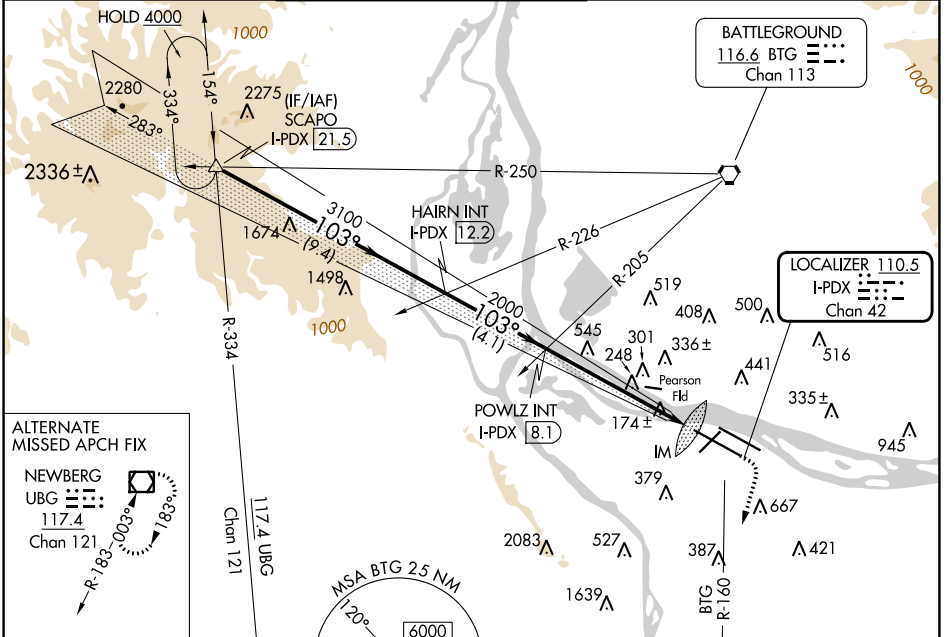 HOLD 4000
1000
2280
334°
154°
2275
283°
2336 ±
(IF/IAF)
SCAPO
I-PDX 21.5
BATTLEGROUND
116.6 BTG
Chan 113
1000
R-250
3100
103°
(9.4)
1674
1498
1000
HAIRN INT
I-PDX 12.2
R-226
R-205
2000
103°
(4.1)
LOCALIZER 110.5
I-PDX
Chan 42
519
408
500
545
301
336 ±
248
516
441
Pearson
Fld
335 ±
174 ±
945
POWLZ INT
I-PDX 8.1
IM
R-334
379
667
ALTERNATE
MISSED APCH FIX
NEWBERG
UBG
117.4
Chan 121
R-183
003°
183°
117.4 UBG
Chan 121
2083
527
387
421
1639
BTG
R-160
MSA BTG 25 NM
120°
6000